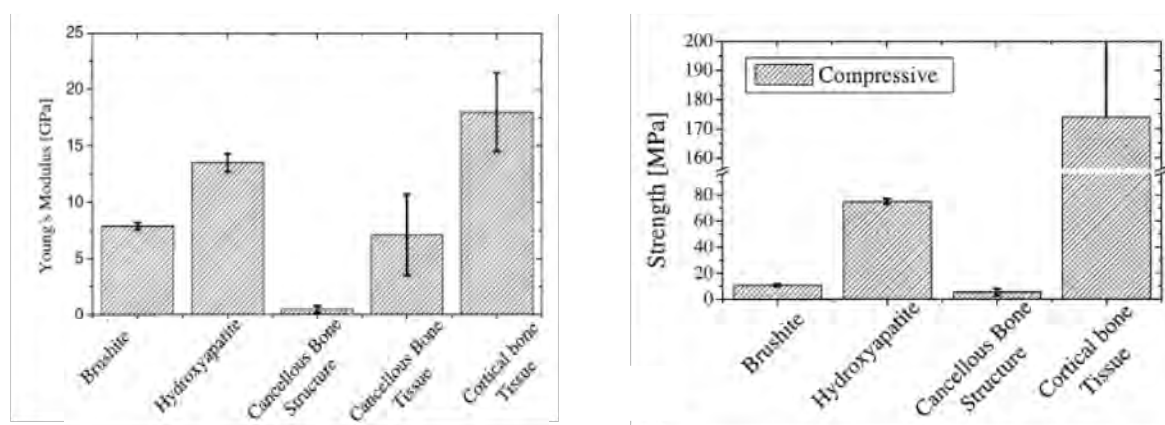 25
20
15
10
5
0
Young's Modulus [GPa]
Brushite
Hydroxyapatite
Cancellous Bone
Structure
Cancellous Bone
Tissue
Cortical bone
Tissue
200
190
180
170
160
80
60
40
20
10
0
Strength [MPa]
Compressive
Brushite
Hydroxyapatite
Cancellous Bone
Structure
Cortical bone
Tissue